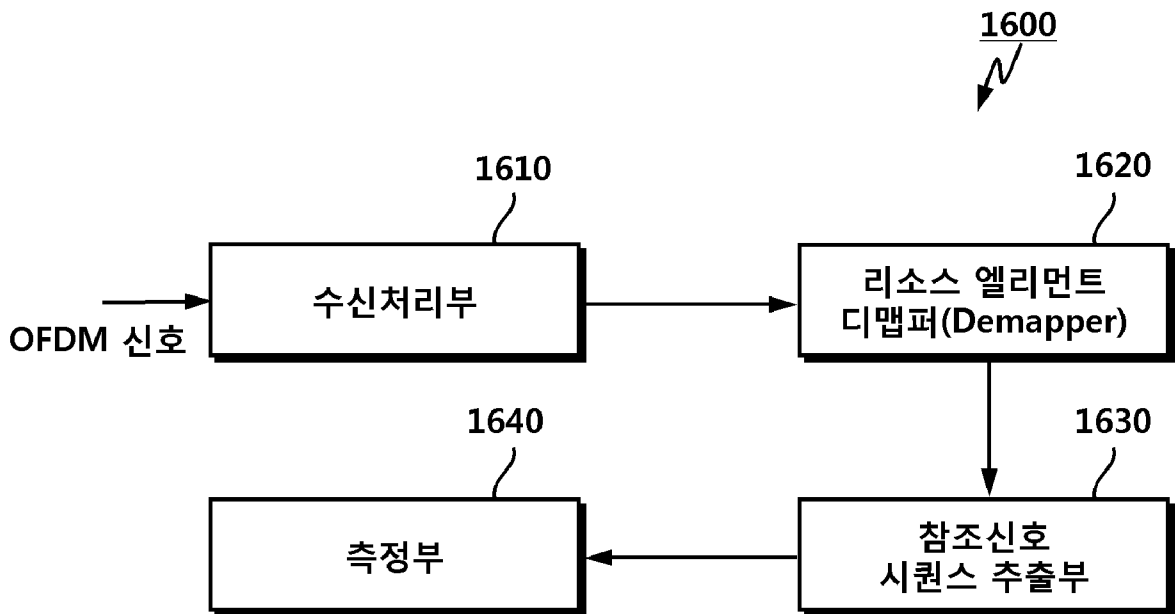 1600
1610
1620
수신처리부
리소스 엘리먼트
디맵퍼(Demapper)
OFDM 신호
1640
1630
측정부
참조신호
시퀀스 추출부